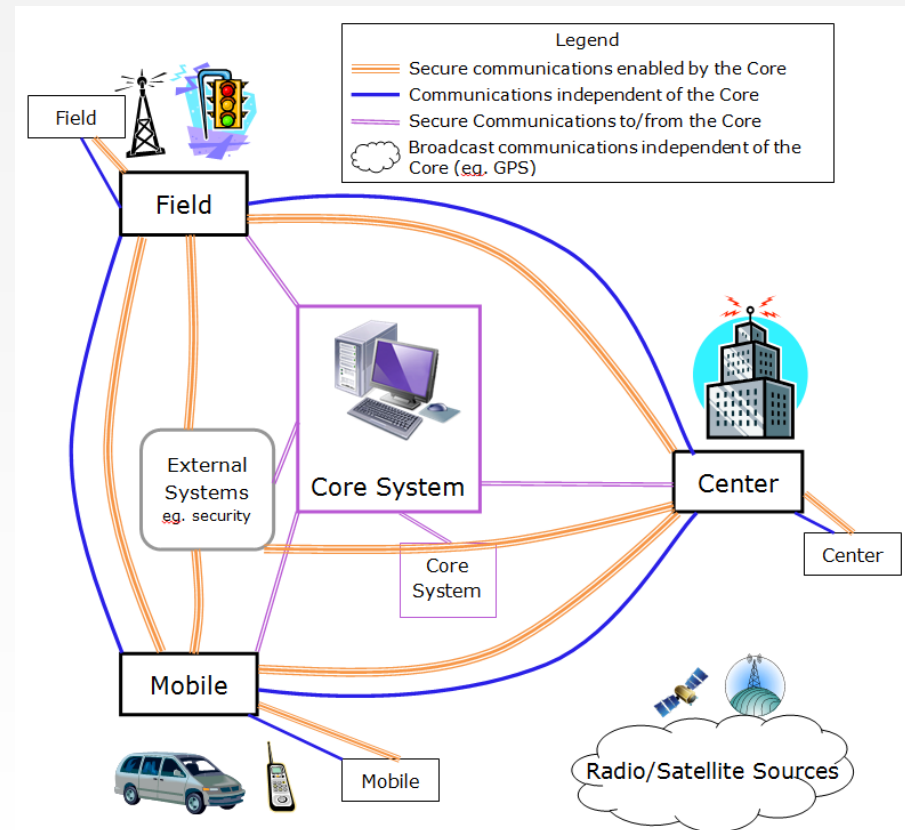 Legend
Secure communications enabled by the Core
Communications independent of the Core
Secure Communications to/from the Core
Broadcast communications independent of the
Core (eg. GPS)
Field
Field
External
Systems
eg. security
Core System
Center
Core
System
Center
Mobile
Mobile
Radio/Satellite Sources